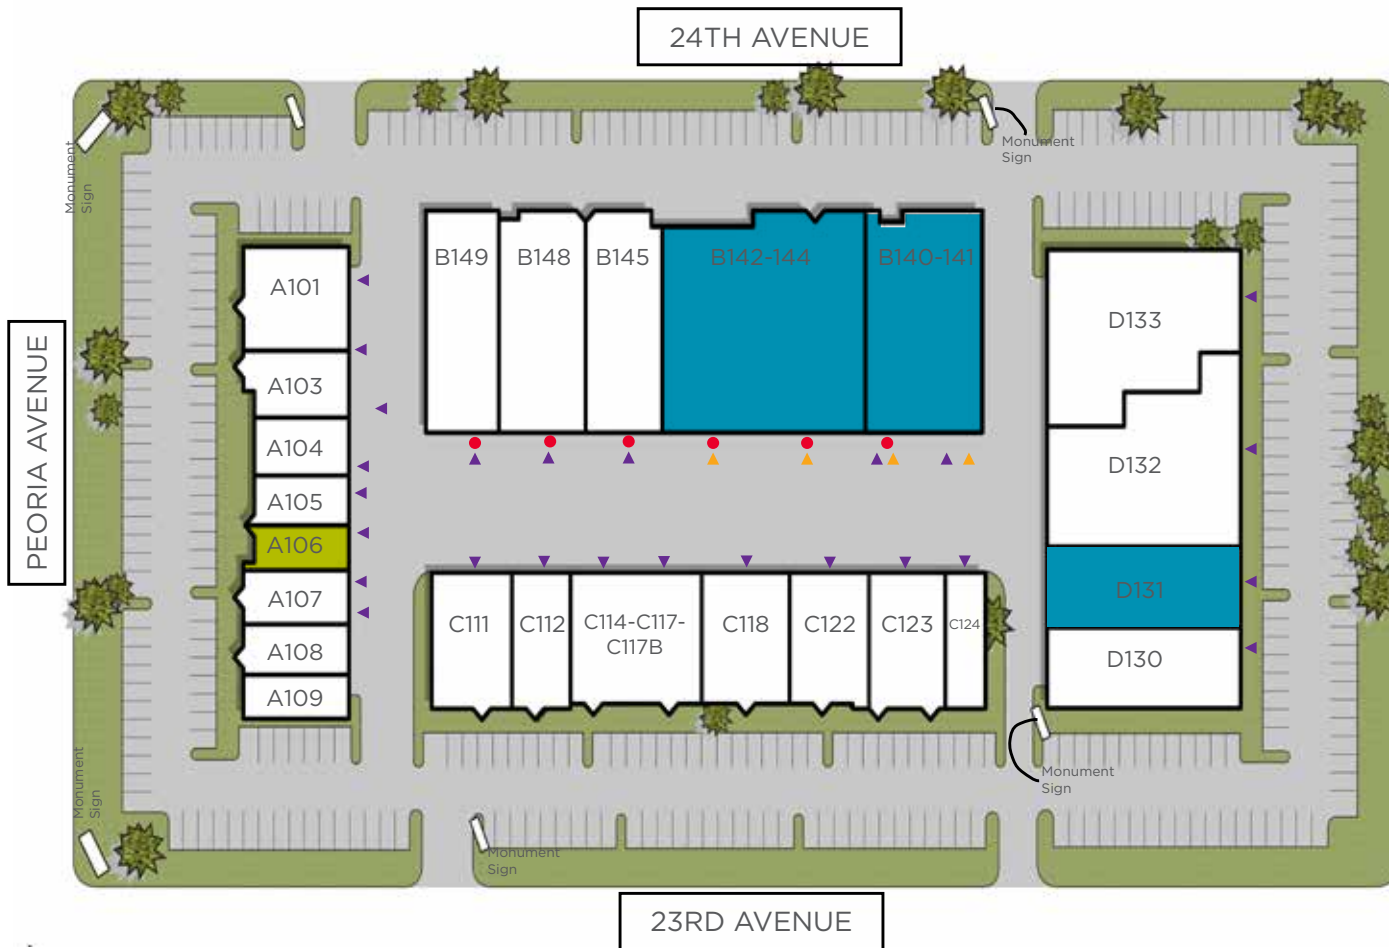 24TH AVENUE
Monument
Sign
Monument
Sign
B149
B148
B145
B142-144
B140-141
A101
D133
PEORIA AVENUE
A103
A104
D132
A105
A106
D131
A107
C111
C112
C114-C117-
C117B
C118
C122
C123
C124
A108
D130
A109
Monument
Sign
Monument
Sign
Monument
Sign
23RD AVENUE